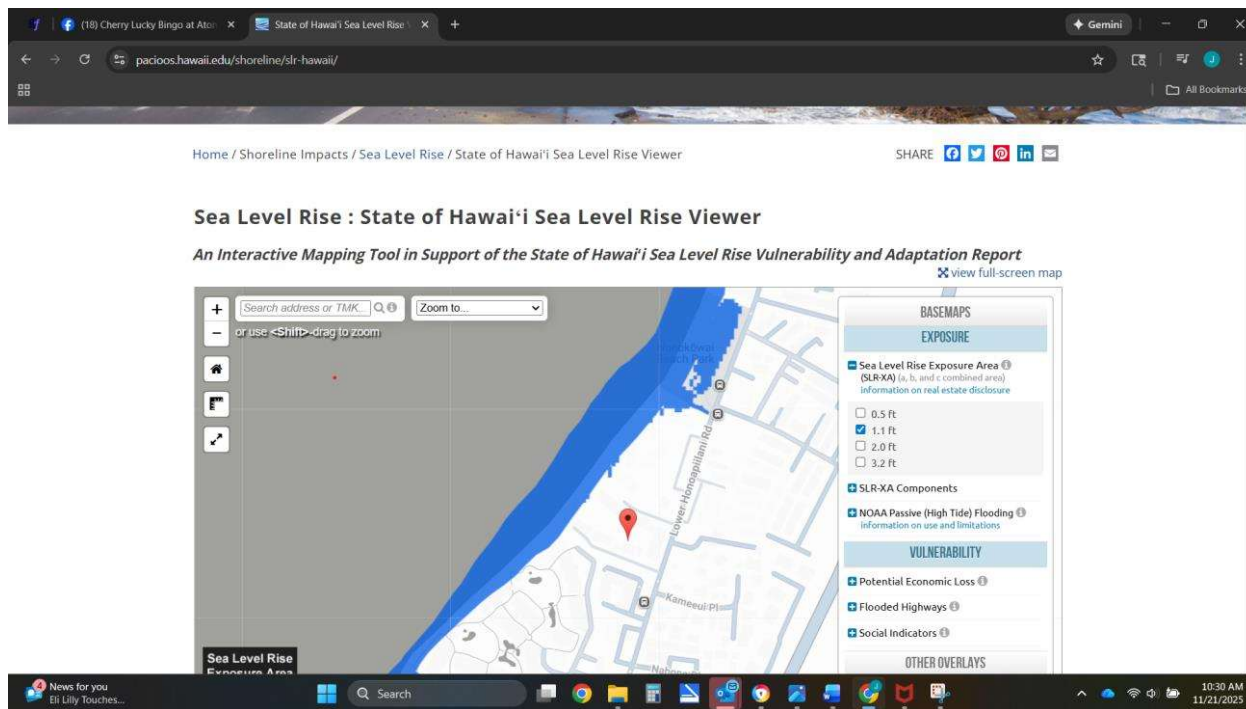 (18) Cherry Lucky Bingo at Aton
State of Hawai'i Sea Level Rise
Gemini
pacioos.hawaii.edu/shoreline/slr-hawaii/
All Bookmarks
Home / Shoreline Impacts / Sea Level Rise / State of Hawai'i Sea Level Rise Viewer
SHARE
Sea Level Rise : State of Hawaiʻi Sea Level Rise Viewer
An Interactive Mapping Tool in Support of the State of Hawaiʻi Sea Level Rise Vulnerability and Adaptation Report
view full-screen map
Search address or TMK...
Zoom to...
or use <Shift>-drag to zoom
Beach Park
Lower Honoapiilani Rd
Kameeui Pl
Sea Level Rise
Exposure Area
BASEMAPS
EXPOSURE
Sea Level Rise Exposure Area
(SLR-XA) (a, b, and c combined area)
information on real estate disclosure
0.5 ft
1.1 ft
2.0 ft
3.2 ft
SLR-XA Components
NOAA Passive (High Tide) Flooding
information on use and limitations
VULNERABILITY
Potential Economic Loss
Flooded Highways
Social Indicators
OTHER OVERLAYS
4
News for you
Eli Lilly Touches...
Search
10:30 AM
11/21/2025